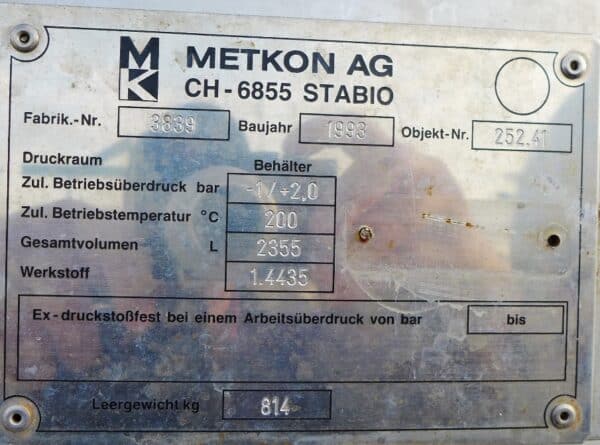 MK METKON AG
CH-6855 STABIO
Fabrik.-Nr. 3839 Baujahr 1993 Objekt-Nr. 252.41
Druckraum Behälter
Zul. Betriebsüberdruck bar -1/+2,0
Zul. Betriebstemperatur °C 200
Gesamtvolumen L 2355
Werkstoff 1.4435
Ex-druckstoßfest bei einem Arbeitsüberdruck von bar bis
Leergewicht kg 814